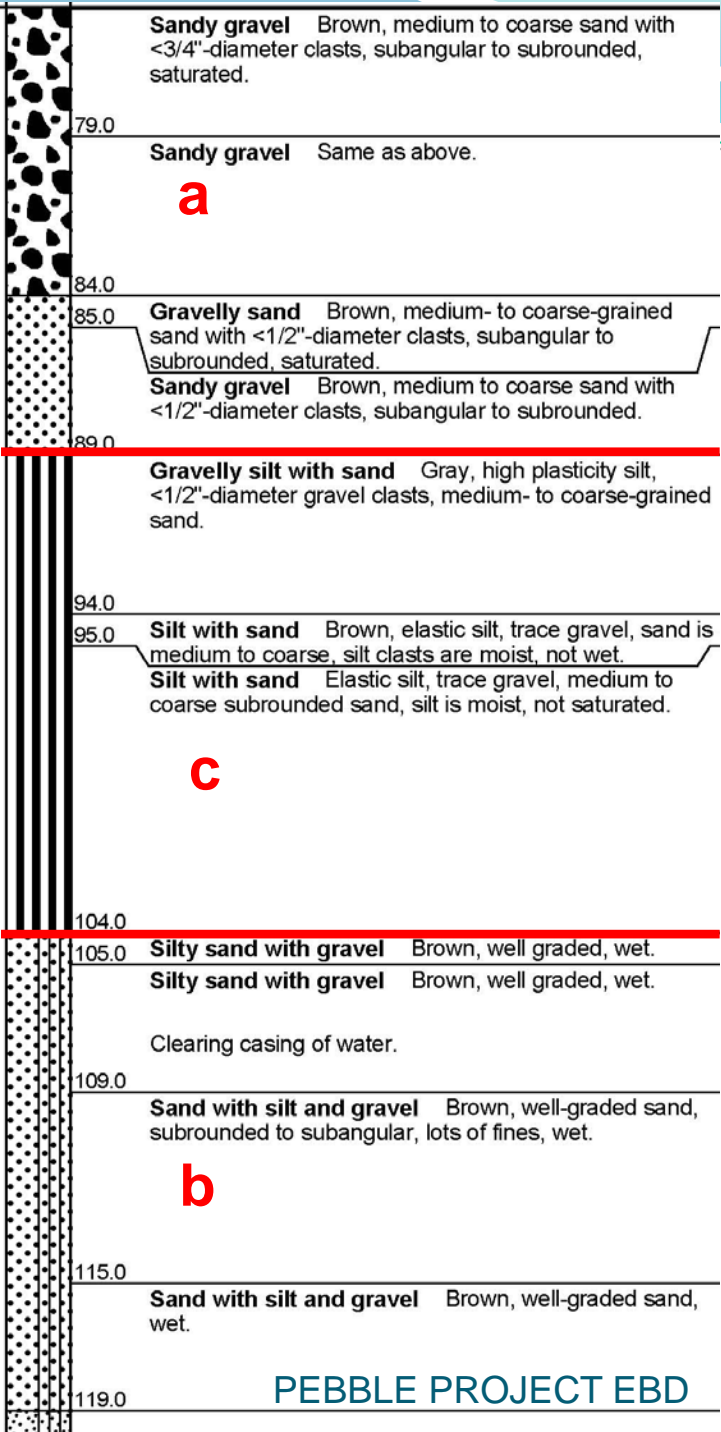 Sandy gravel Brown, medium to coarse sand with
<3/4"-diameter clasts, subangular to subrounded,
saturated.
79.0
Sandy gravel Same as above.
a
84.0
85.0
Gravelly sand Brown, medium- to coarse-grained
sand with <1/2"-diameter clasts, subangular to
subrounded, saturated.
Sandy gravel Brown, medium to coarse sand with
<1/2"-diameter clasts, subangular to subrounded.
89.0
Gravelly silt with sand Gray, high plasticity silt,
<1/2"-diameter gravel clasts, medium- to coarse-grained
sand.
94.0
95.0
Silt with sand Brown, elastic silt, trace gravel, sand is
medium to coarse, silt clasts are moist, not wet.
Silt with sand Elastic silt, trace gravel, medium to
coarse subrounded sand, silt is moist, not saturated.
c
104.0
105.0
Silty sand with gravel Brown, well graded, wet.
Silty sand with gravel Brown, well graded, wet.
Clearing casing of water.
109.0
Sand with silt and gravel Brown, well-graded sand,
subrounded to subangular, lots of fines, wet.
b
115.0
Sand with silt and gravel Brown, well-graded sand,
wet.
PEBBLE PROJECT EBD
119.0